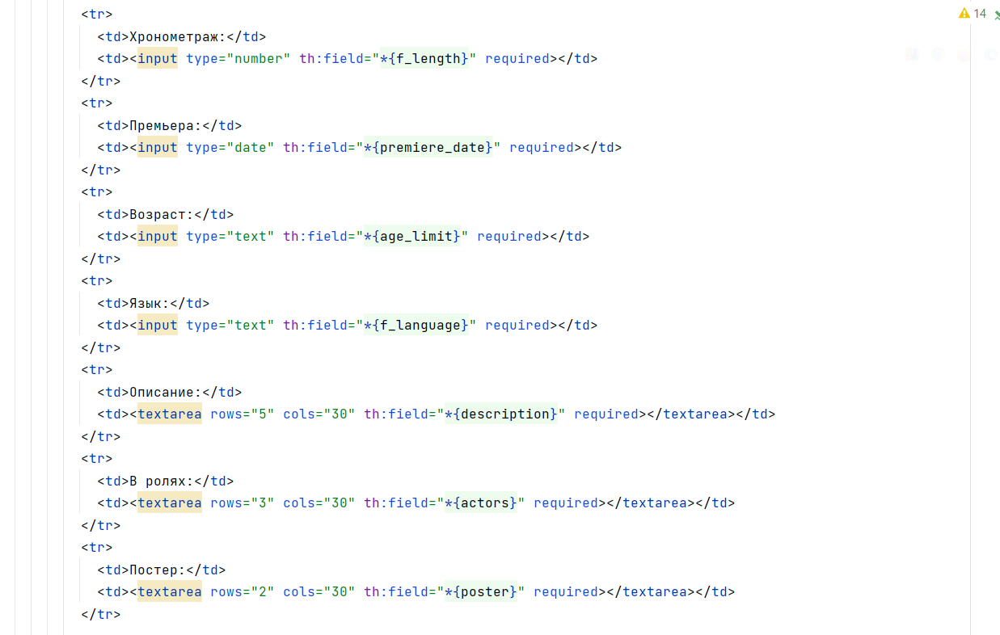 <tr>
14
<td>Хронометраж:</td>
<td><input type="number" th:field="*{f_length}" required></td>
</tr>
<tr>
<td>Премьера:</td>
<td><input type="date" th:field="*{premiere_date}" required></td>
</tr>
<tr>
<td>Возраст:</td>
<td><input type="text" th:field="*{age_limit}" required></td>
</tr>
<tr>
<td>Язык:</td>
<td><input type="text" th:field="*{f_language}" required></td>
</tr>
<tr>
<td>Описание:</td>
<td><textarea rows="5" cols="30" th:field="*{description}" required></textarea></td>
</tr>
<tr>
<td>В ролях:</td>
<td><textarea rows="3" cols="30" th:field="*{actors}" required></textarea></td>
</tr>
<tr>
<td>Постер:</td>
<td><textarea rows="2" cols="30" th:field="*{poster}" required></textarea></td>
</tr>